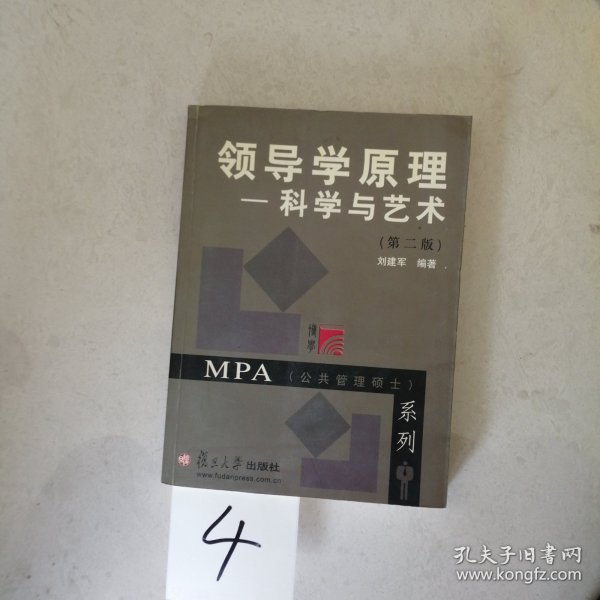 领导学原理
—科学与艺术
(第二版)
刘建军 编著
博学
MPA (公共管理硕士)
系列
复旦大学出版社
www.fudanpress.com.cn
4
孔夫子旧书网
www.kongfz.com